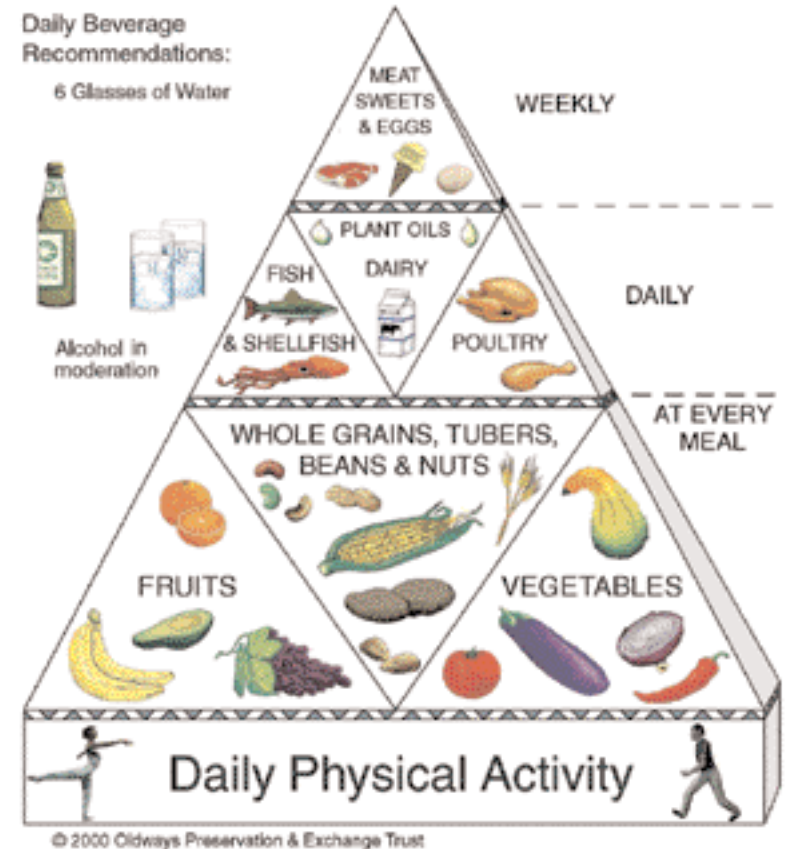 Daily Beverage
Recommendations:
6 Glasses of Water
Alcohol in
moderation
MEAT
SWEETS
& EGGS
WEEKLY
PLANT OILS
DAIRY
FISH
& SHELLFISH
POULTRY
DAILY
AT EVERY
MEAL
WHOLE GRAINS, TUBERS,
BEANS & NUTS
FRUITS
VEGETABLES
Daily Physical Activity
© 2000 Oldways Preservation & Exchange Trust